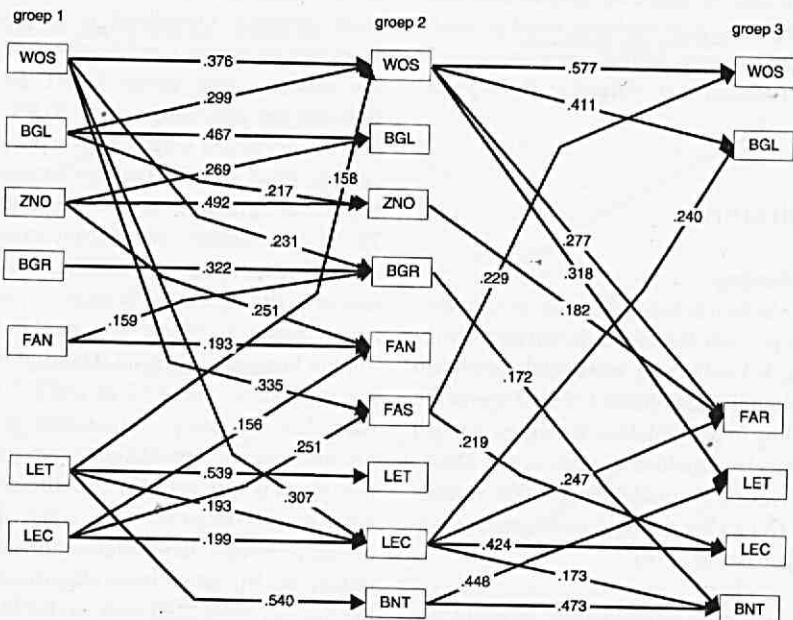 groep 1 groep 2 groep 3
WOS .376 WOS .577 WOS
.299 .411
BGL .467 BGL BGL
.269 .158
ZNO .492 .217 ZNO .240
.231 .277
BGR .322 BGR .229 .318
.159 .251 .182
FAN .193 FAN
.335 .172
FAS FAR
.156 .251 .219
LET .539 LET .247 LET
.193 .307
LEC .199 LEC .424 LEC
.448 .173
.540 BNT .473 BNT